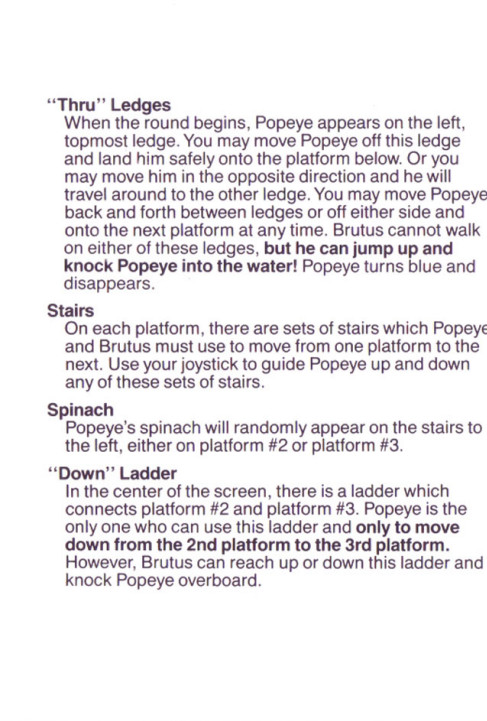 "Thru" Ledges
When the round begins, Popeye appears on the left,
topmost ledge. You may move Popeye off this ledge
and land him safely onto the platform below. Or you
may move him in the opposite direction and he will
travel around to the other ledge. You may move Popeye
back and forth between ledges or off either side and
onto the next platform at any time. Brutus cannot walk
on either of these ledges, but he can jump up and
knock Popeye into the water! Popeye turns blue and
disappears.
Stairs
On each platform, there are sets of stairs which Popeye
and Brutus must use to move from one platform to the
next. Use your joystick to guide Popeye up and down
any of these sets of stairs.
Spinach
Popeye's spinach will randomly appear on the stairs to
the left, either on platform #2 or platform #3.
"Down" Ladder
In the center of the screen, there is a ladder which
connects platform #2 and platform #3. Popeye is the
only one who can use this ladder and only to move
down from the 2nd platform to the 3rd platform.
However, Brutus can reach up or down this ladder and
knock Popeye overboard.